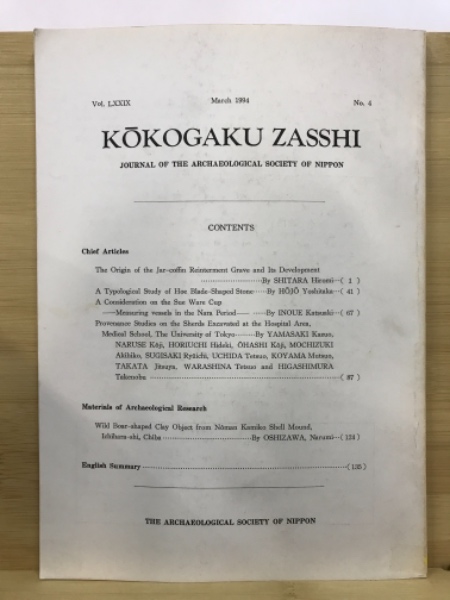 Vol. LXXIX March 1994 No. 4
KŌKOGAKU ZASSHI
JOURNAL OF THE ARCHAEOLOGICAL SOCIETY OF NIPPON
CONTENTS
Chief Articles
The Origin of the Jar-coffin Reinterment Grave and Its Development
By SHITARA Hiromi ( 1 )
A Typological Study of Hoe Blade-Shaped Stone By HŌJŌ Yoshitaka ( 41 )
A Consideration on the Sue Ware Cup
—Measuring vessels in the Nara Period— By INOUE Katsushi ( 67 )
Provenance Studies on the Sherds Excavated at the Hospital Area,
Medical School, The University of Tokyo By YAMASAKI Kazuo,
NARUSE Kōji, HORIUCHI Hideki, ŌHASHI Kōji, MOCHIZUKI
Akihiko, SUGISAKI Ryūichi, UCHIDA Tetsuo, KOYAMA Mutsuo,
TAKATA Jitsuya, WARASHINA Tetsuo and HIGASHIMURA
Takenobu ( 87 )
Materials of Archaeological Research
Wild Boar-shaped Clay Object from Nōman Kamiko Shell Mound,
Ichihara-shi, Chiba By OSHIZAWA, Narumi
English Summary ( 135 )
THE ARCHAEOLOGICAL SOCIETY OF NIPPON